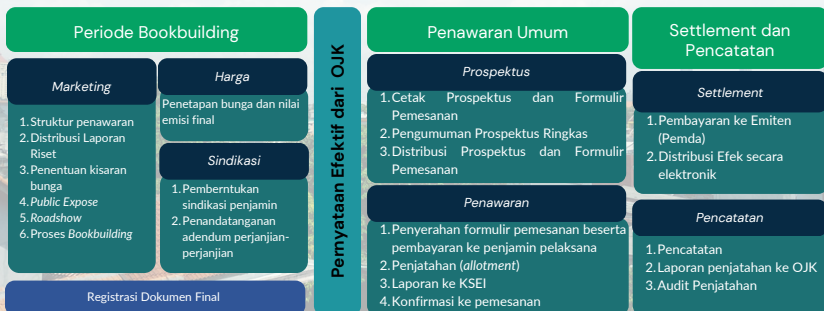 Periode Bookbuilding
Marketing
1. Struktur penawaran
2. Distribusi Laporan
Riset
3. Penentuan kisaran
bunga
4. Public Expose
5. Roadshow
6. Proses Bookbuilding
Harga
Penetapan bunga dan nilai
emisi final
Sindikasi
1. Pemberntukan
sindikasi penjamin
2. Penandatanganan
adendum perjanjian-
perjanjian
Registrasi Dokumen Final
Pernyataan Efektif dari OJK
Penawaran Umum
Prospektus
1. Cetak Prospektus dan Formulir
Pemesanan
2. Pengumuman Prospektus Ringkas
3. Distribusi Prospektus dan Formulir
Pemesanan
Penawaran
1. Penyerahan formulir pemesanan beserta
pembayaran ke penjamin pelaksana
2. Penjatahan (allotment)
3. Laporan ke KSEI
4. Konfirmasi ke pemesanan
Settlement dan
Pencatatan
Settlement
1. Pembayaran ke Emiten
(Pemda)
2. Distribusi Efek secara
elektronik
Pencatatan
1. Pencatatan
2. Laporan penjatahan ke OJK
3. Audit Penjatahan